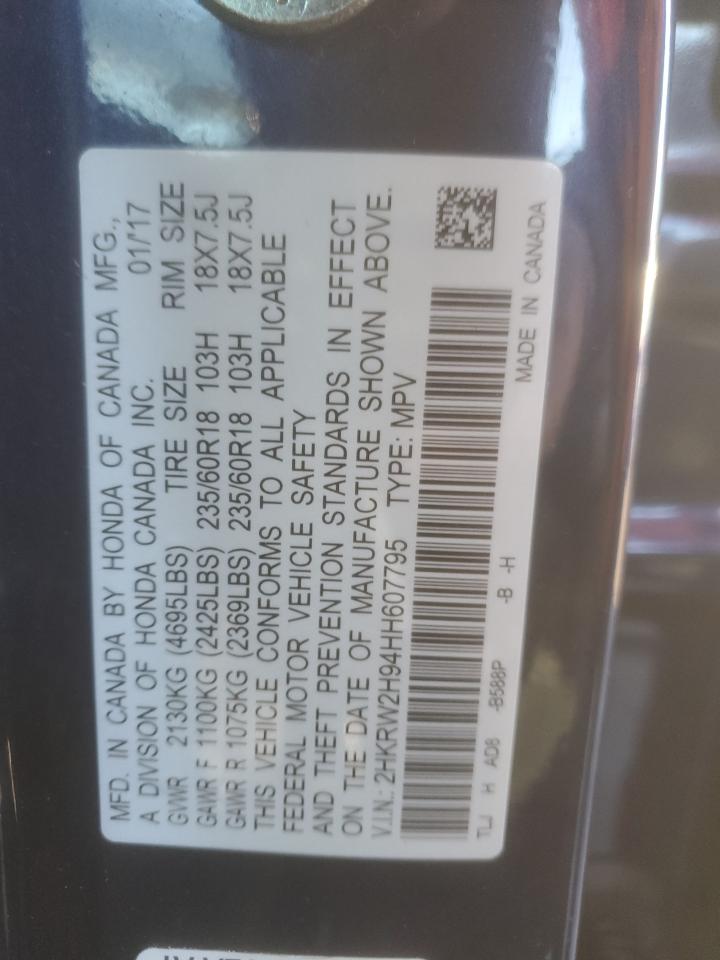 MFD. IN CANADA BY HONDA OF CANADA MFG.,
A DIVISION OF HONDA CANADA INC. 01/'17
GVWR 2130KG (4695LBS) TIRE SIZE RIM SIZE
GAWR F 1100KG (2425LBS) 235/60R18 103H 18X7.5J
GAWR R 1075KG (2369LBS) 235/60R18 103H 18X7.5J
THIS VEHICLE CONFORMS TO ALL APPLICABLE
FEDERAL MOTOR VEHICLE SAFETY
AND THEFT PREVENTION STANDARDS IN EFFECT
ON THE DATE OF MANUFACTURE SHOWN ABOVE.
V.I.N.: 2HKRW2H94HH607795 TYPE: MPV
TLJ H AD8 -B588P -B -H
MADE IN CANADA